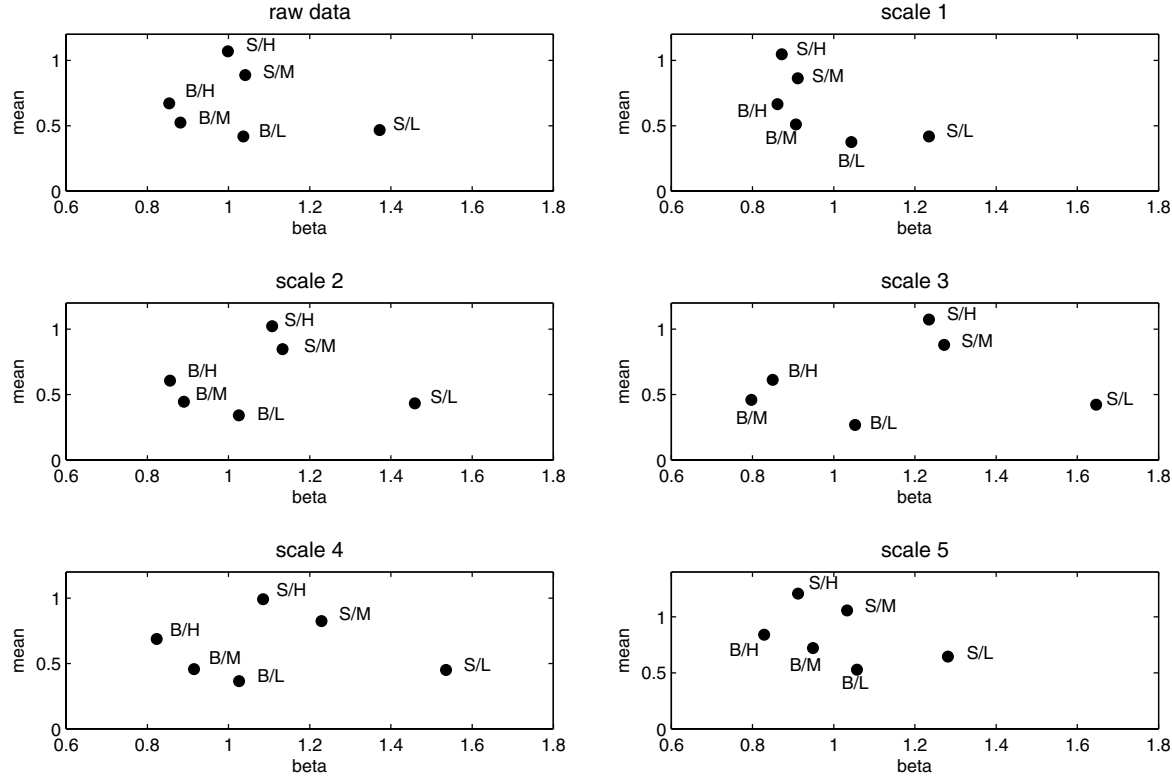 raw data
1
0.5
0
mean
S/H
S/M
B/H
B/M
B/L
S/L
0.6 0.8 1 1.2 1.4 1.6 1.8
beta
scale 1
1
0.5
0
mean
S/H
S/M
B/H
B/M
B/L
S/L
0.6 0.8 1 1.2 1.4 1.6 1.8
beta
scale 2
1
0.5
0
mean
S/H
S/M
B/H
B/M
B/L
S/L
0.6 0.8 1 1.2 1.4 1.6 1.8
beta
scale 3
1
0.5
0
mean
S/H
S/M
B/H
B/M
B/L
S/L
0.6 0.8 1 1.2 1.4 1.6 1.8
beta
scale 4
1
0.5
0
mean
S/H
S/M
B/H
B/M
B/L
S/L
0.6 0.8 1 1.2 1.4 1.6 1.8
beta
scale 5
1
0.5
0
mean
S/H
S/M
B/H
B/M
B/L
S/L
0.6 0.8 1 1.2 1.4 1.6 1.8
beta